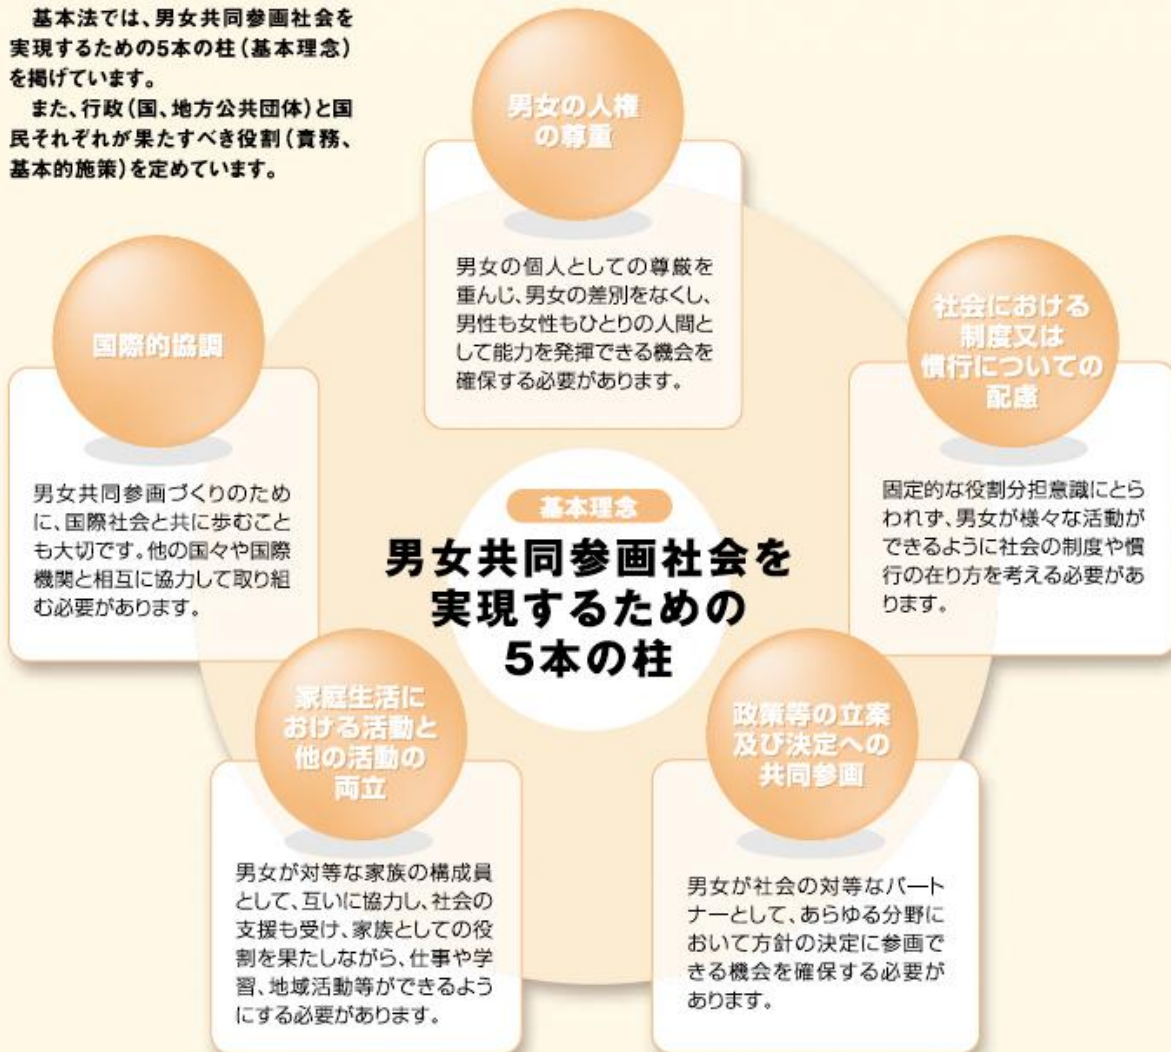 基本法では、男女共同参画社会を
実現するための5本の柱(基本理念)
を掲げています。
また、行政(国、地方公共団体)と国
民それぞれが果たすべき役割(責務、
基本的施策)を定めています。
男女の人権
の尊重
男女の個人としての尊厳を
重んじ、男女の差別をなくし、
男性も女性もひとりの人間と
して能力を発揮できる機会を
確保する必要があります。
社会における
制度又は
慣行についての
配慮
固定的な役割分担意識にとら
われず、男女が様々な活動が
できるように社会の制度や慣
行の在り方を考える必要があ
ります。
政策等の立案
及び決定への
共同参画
男女が社会の対等なパート
ナーとして、あらゆる分野に
おいて方針の決定に参画で
きる機会を確保する必要が
あります。
家庭生活に
おける活動と
他の活動の
両立
男女が対等な家族の構成員
として、互いに協力し、社会の
支援も受け、家族としての役
割を果たしながら、仕事や学
習、地域活動等ができるよう
にする必要があります。
国際的協調
男女共同参画づくりのため
に、国際社会と共に歩むこと
も大切です。他の国々や国際
機関と相互に協力して取り組
む必要があります。
基本理念
男女共同参画社会を
実現するための
5本の柱